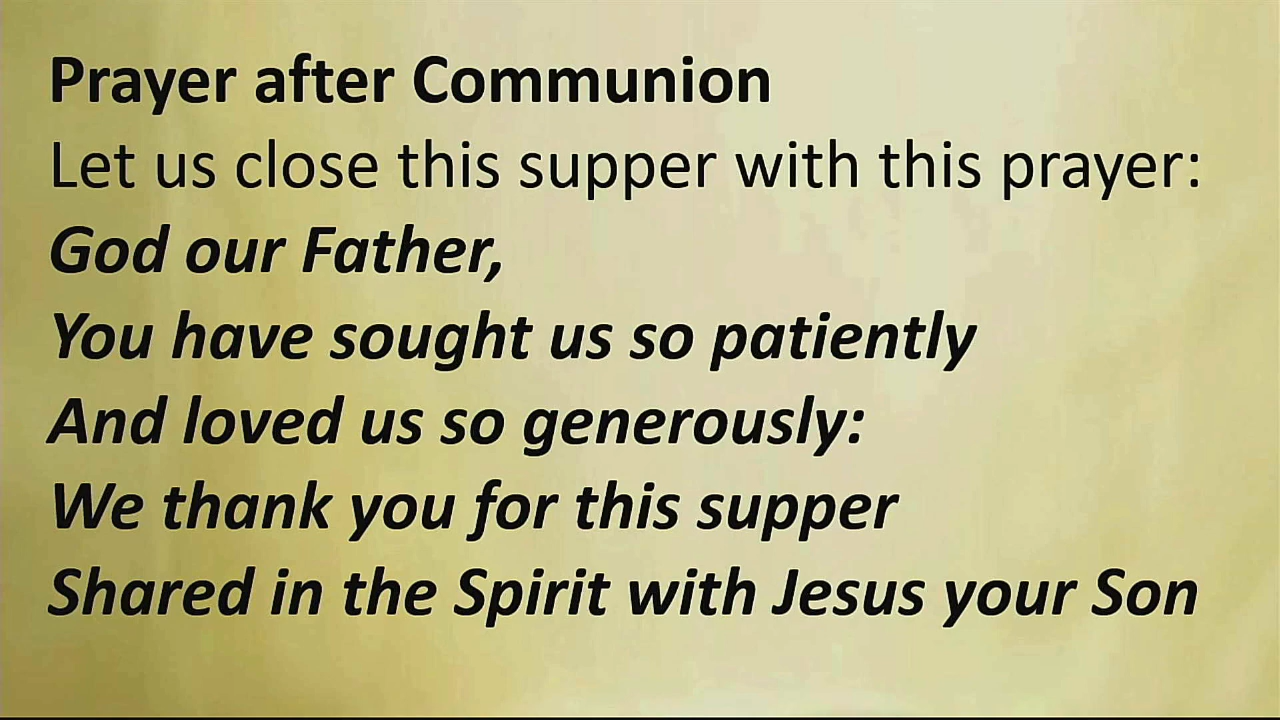 Prayer after Communion
Let us close this supper with this prayer:
God our Father,
You have sought us so patiently
And loved us so generously:
We thank you for this supper
Shared in the Spirit with Jesus your Son